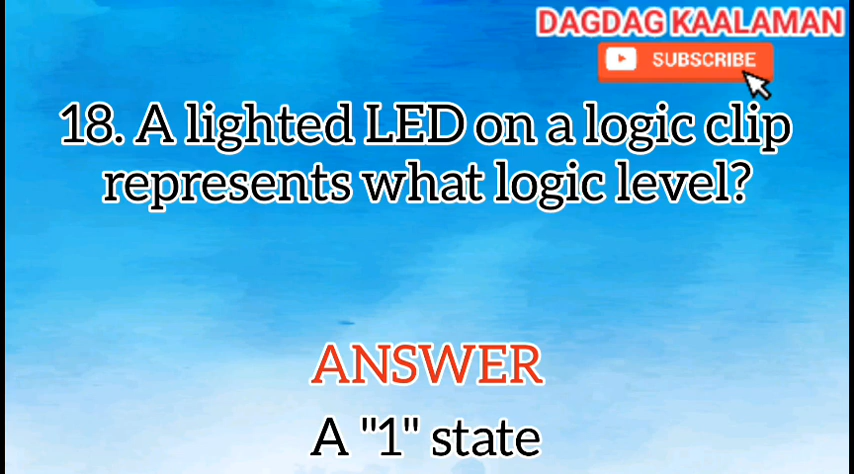 DAGDAG KAALAMAN
SUBSCRIBE
18. A lighted LED on a logic clip
represents what logic level?
ANSWER
A "1" state